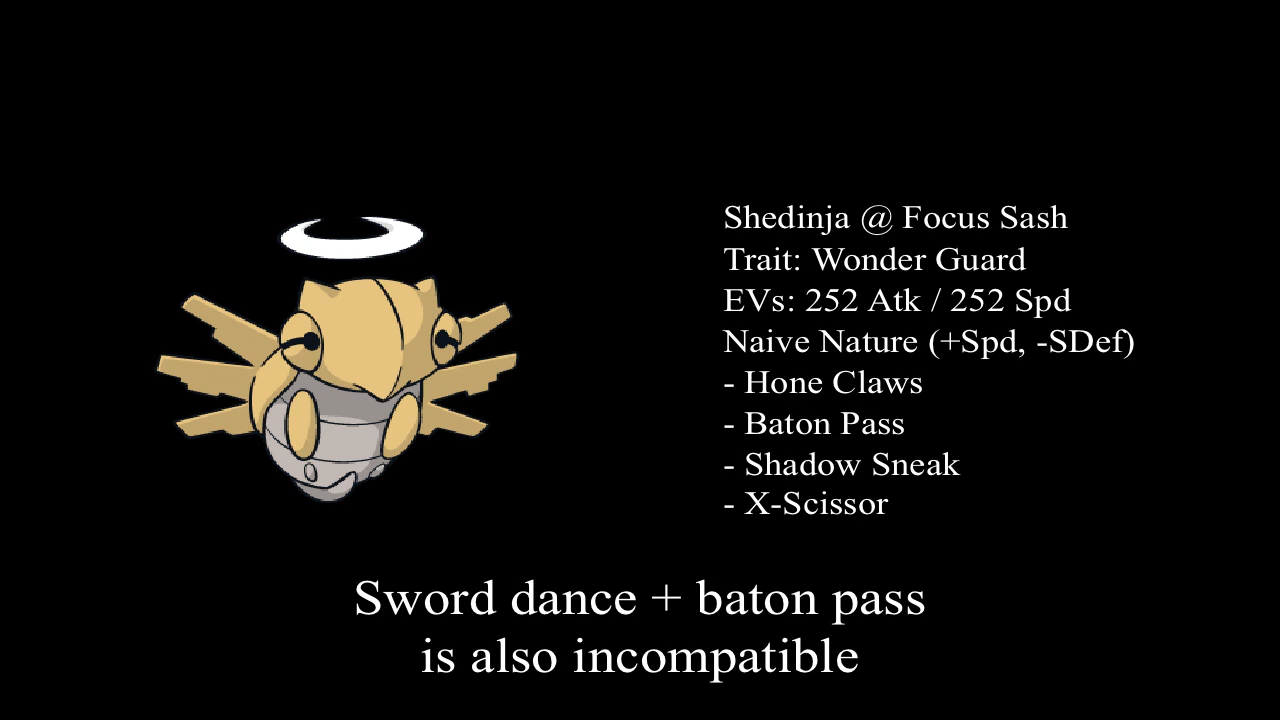 Shedinja @ Focus Sash
Trait: Wonder Guard
EVs: 252 Atk / 252 Spd
Naive Nature (+Spd, -SDef)
- Hone Claws
- Baton Pass
- Shadow Sneak
- X-Scissor
Sword dance + baton pass
is also incompatible